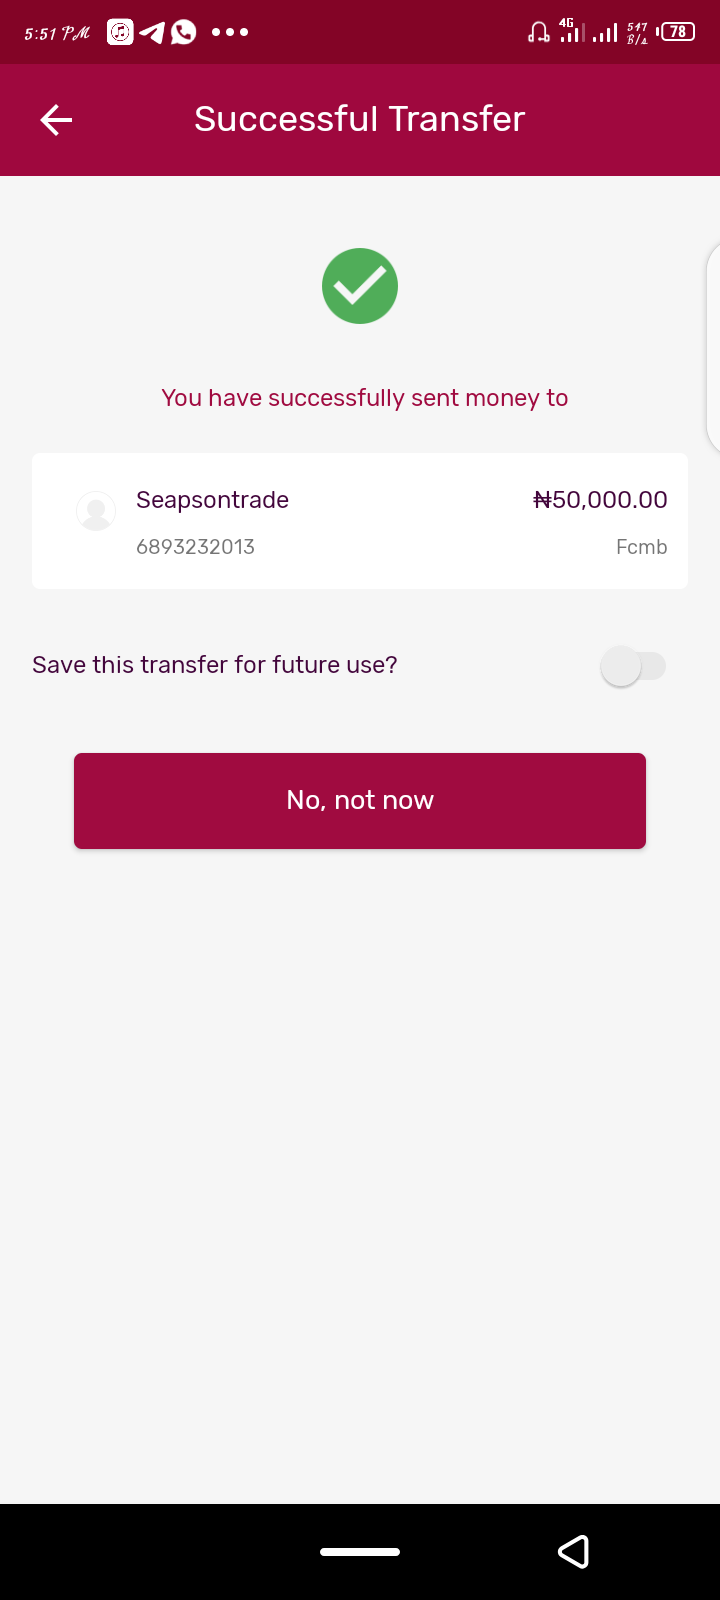 5:51 PM 4G 547 B/s 78
Successful Transfer
You have successfully sent money to
Seapsontrade ₦50,000.00
6893232013 Fcmb
Save this transfer for future use?
No, not now